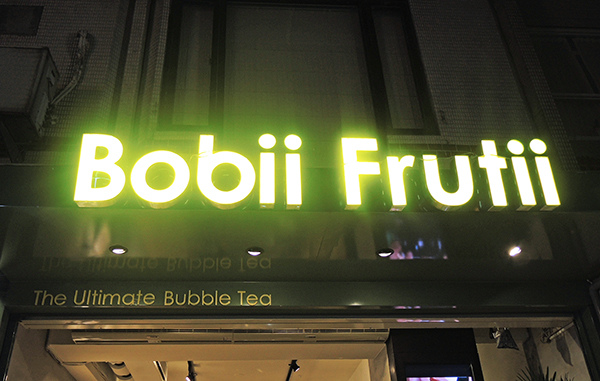 Bobii Frutii
The Ultimate Bubble Tea